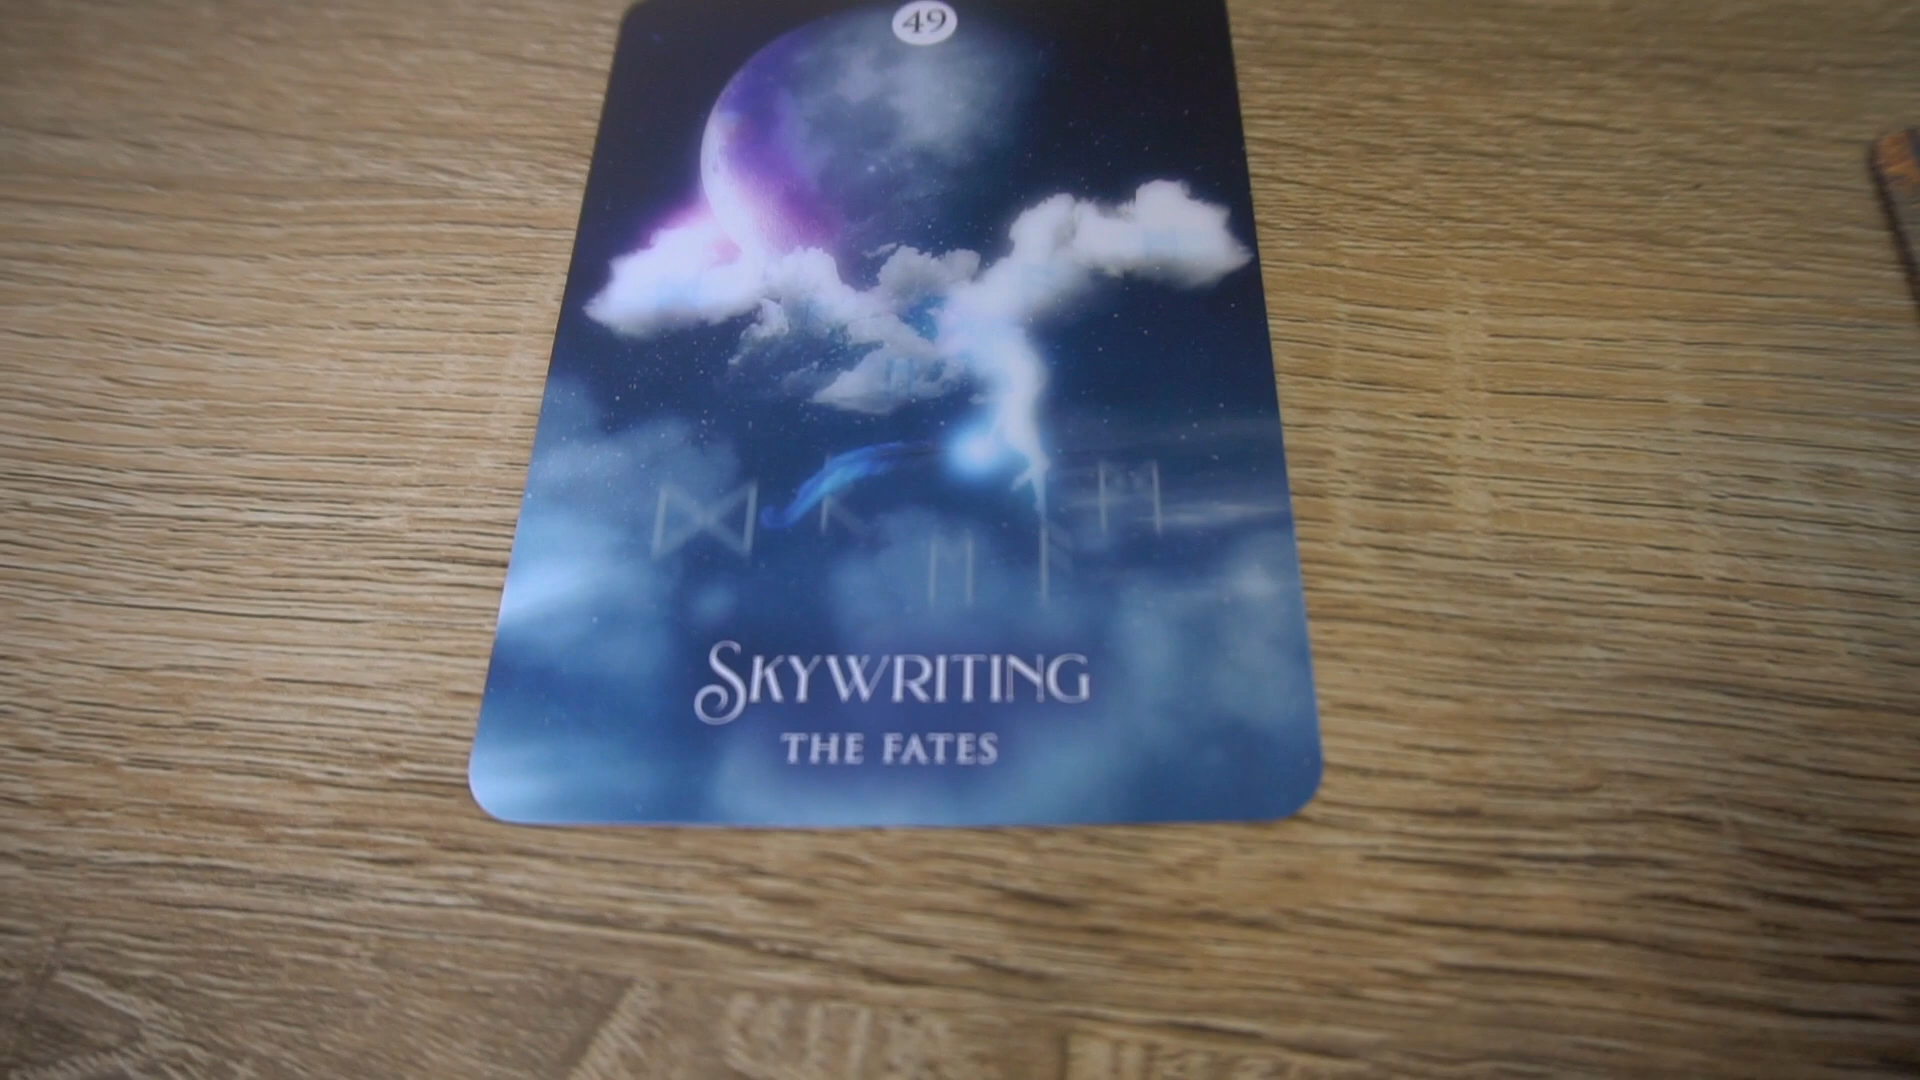 49
ᛞ ᚱ ᛖ ᚨ ᛗ
SKYWRITING
THE FATES